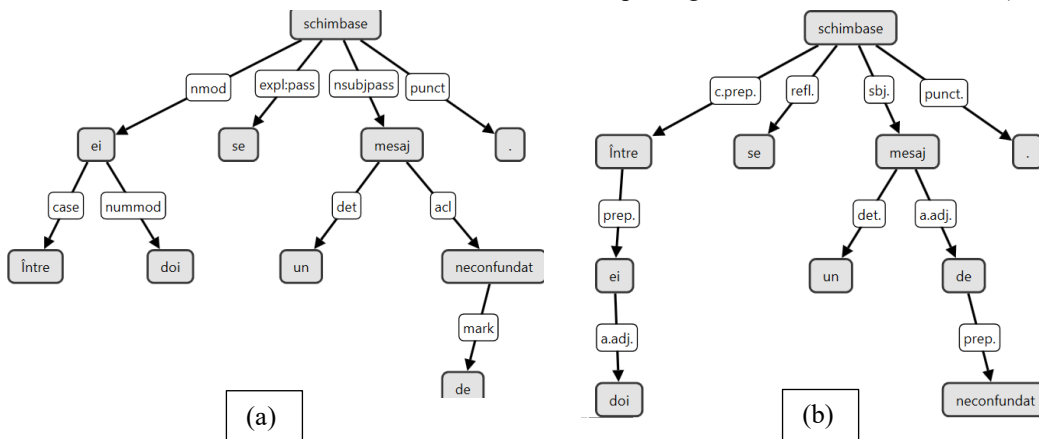 schimbase
nmod
expl:pass
nsubjpass
punct
ei
se
mesaj
.
case
nummod
det
acl
Între
doi
un
neconfundat
mark
de
(a)
schimbase
c.prep.
refl.
sbj.
punct.
Între
se
mesaj
.
prep.
det.
a.adj.
ei
un
de
a.adj.
prep.
doi
neconfundat
(b)